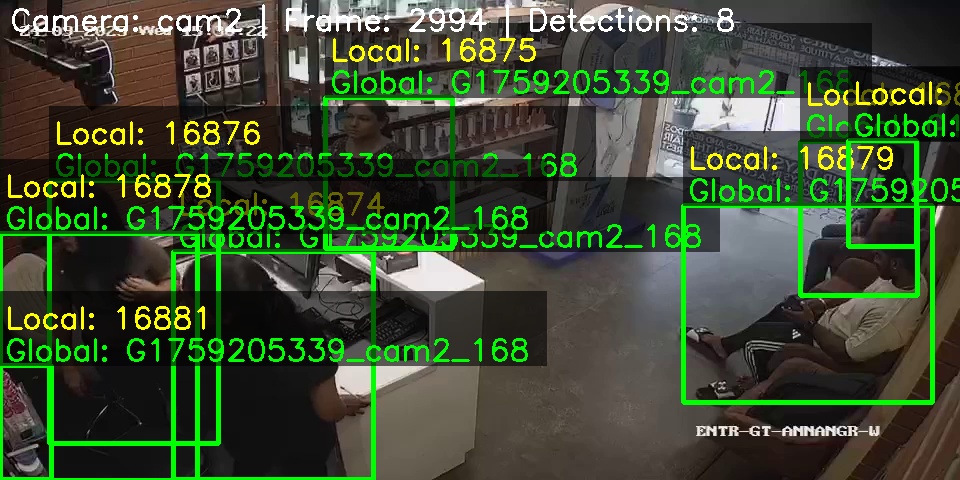 Camera: cam2 | Frame: 2994 | Detections: 8
Local: 16875
Global: G1759205339_cam2_168
Local:
Global:
Local: 16876
Global: G1759205339_cam2_168
Local: 16879
Global: G1759205
Local: 16878
Global: G1759205339_cam2_168
Local: 16874
Global: G1759205339_cam2_168
Local: 16881
Global: G1759205339_cam2_168
ENTR-GT-ANNANGR-W